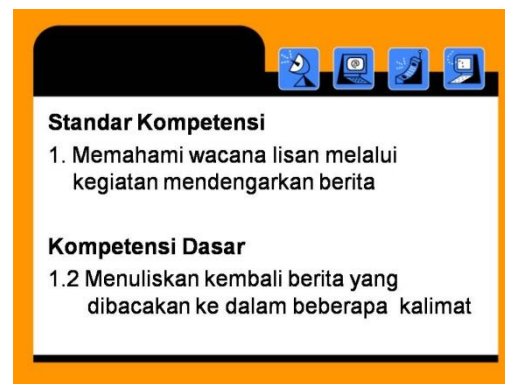 Standar Kompetensi
1. Memahami wacana lisan melalui
kegiatan mendengarkan berita
Kompetensi Dasar
1.2 Menuliskan kembali berita yang
dibacakan ke dalam beberapa kalimat